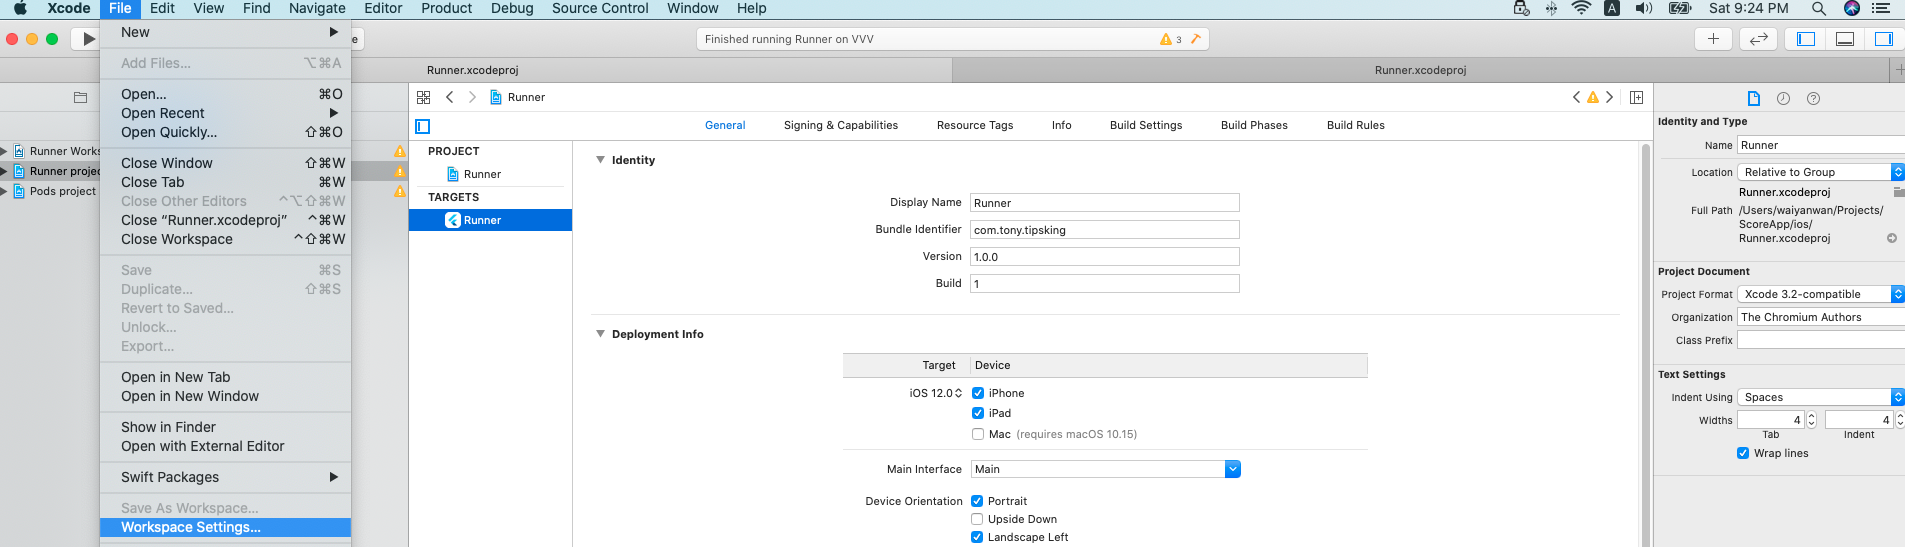 Xcode File Edit View Find Navigate Editor Product Debug Source Control Window Help A Sat 9:24 PM
New
Add Files... ⌥⌘A
Open... ⌘O
Open Recent
Open Quickly... ⇧⌘O
Close Window ⇧⌘W
Close Tab ⌘W
Close Other Editors ^⌥⇧⌘W
Close “Runner.xcodeproj” ^⌘W
Close Workspace ^⇧⌘W
Save ⌘S
Duplicate... ⇧⌘S
Revert to Saved...
Unlock...
Export...
Open in New Tab
Open in New Window
Show in Finder
Open with External Editor
Swift Packages
Save As Workspace...
Workspace Settings...
e
Finished running Runner on VVV
3
Runner.xcodeproj
Runner.xcodeproj
Runner Works
Runner projec
Pods project
Runner
General Signing & Capabilities Resource Tags Info Build Settings Build Phases Build Rules
PROJECT
Runner
TARGETS
Runner
Identity
Display Name Runner
Bundle Identifier com.tony.tipsking
Version 1.0.0
Build 1
Deployment Info
Target Device
iOS 12.0 iPhone
iPad
Mac (requires macOS 10.15)
Main Interface Main
Device Orientation Portrait
Upside Down
Landscape Left
Identity and Type
Name Runner
Location Relative to Group
Runner.xcodeproj
Full Path /Users/waiyanwan/Projects/
ScoreApp/ios/
Runner.xcodeproj
Project Document
Project Format Xcode 3.2-compatible
Organization The Chromium Authors
Class Prefix
Text Settings
Indent Using Spaces
Widths 4 4
Tab Indent
Wrap lines